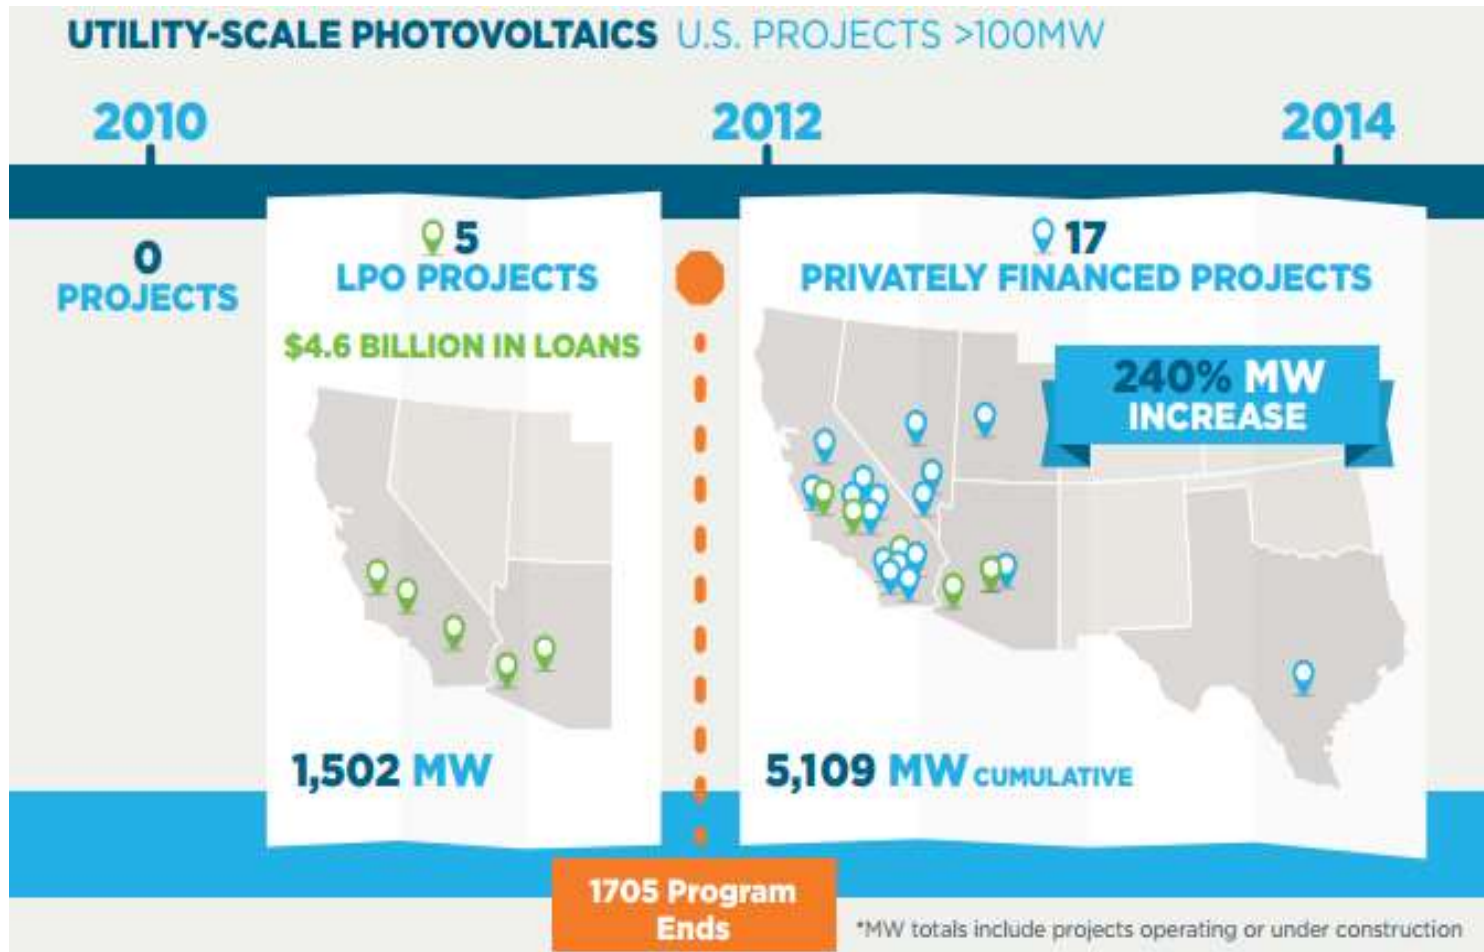 UTILITY-SCALE PHOTOVOLTAICS U.S. PROJECTS >100MW
2010
2012
2014
0
PROJECTS
5
LPO PROJECTS
$4.6 BILLION IN LOANS
1,502 MW
17
PRIVATELY FINANCED PROJECTS
240% MW
INCREASE
5,109 MW CUMULATIVE
1705 Program
Ends
*MW totals include projects operating or under construction